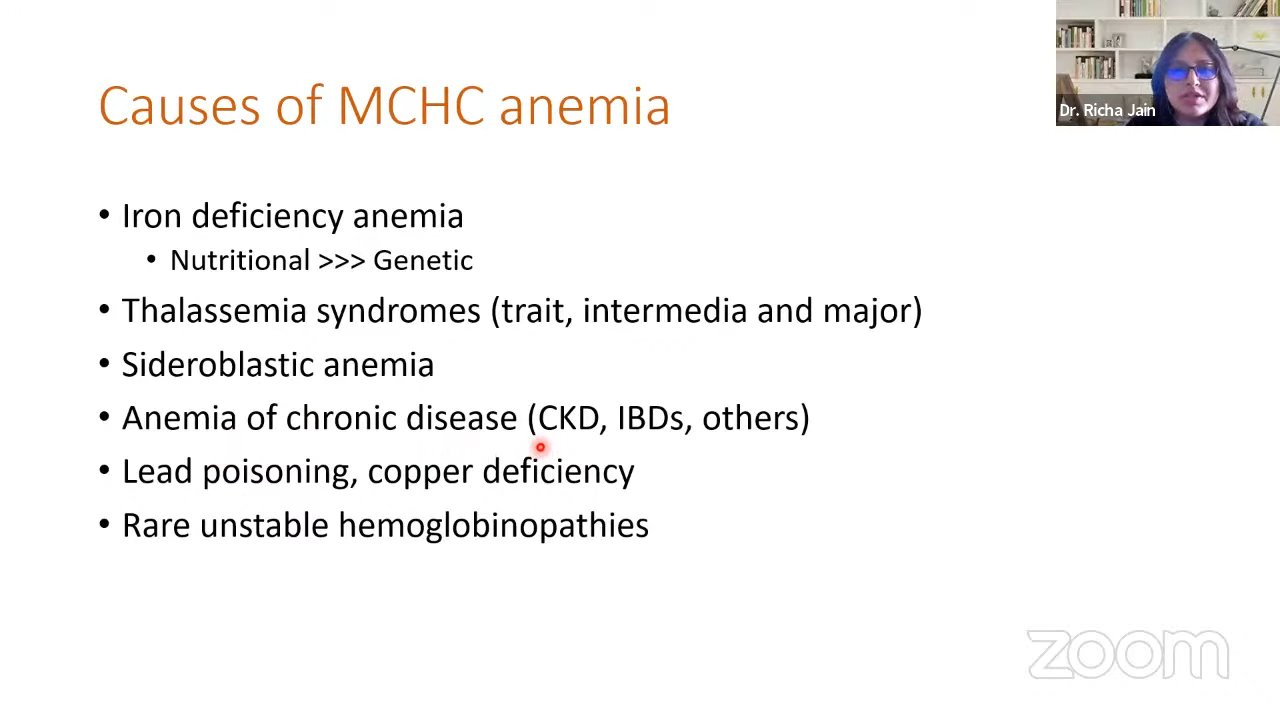 Causes of MCHC anemia
Dr. Richa Jain
• Iron deficiency anemia
• Nutritional >>> Genetic
• Thalassemia syndromes (trait, intermedia and major)
• Sideroblastic anemia
• Anemia of chronic disease (CKD, IBDs, others)
• Lead poisoning, copper deficiency
• Rare unstable hemoglobinopathies
zoom